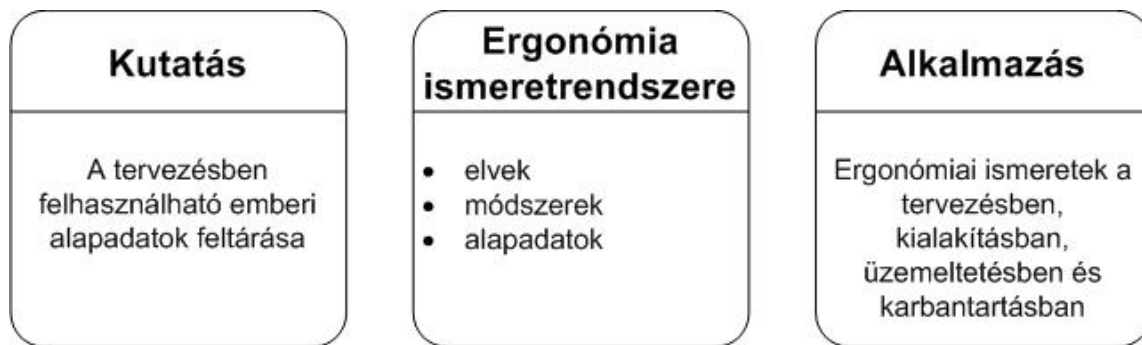 Kutatás
A tervezésben
felhasználható emberi
alapadatok feltárása
Ergonómia
ismeretrendszere
• elvek
• módszerek
• alapadatok
Alkalmazás
Ergonómiai ismeretek a
tervezésben,
kialakításban,
üzemeltetésben és
karbantartásban